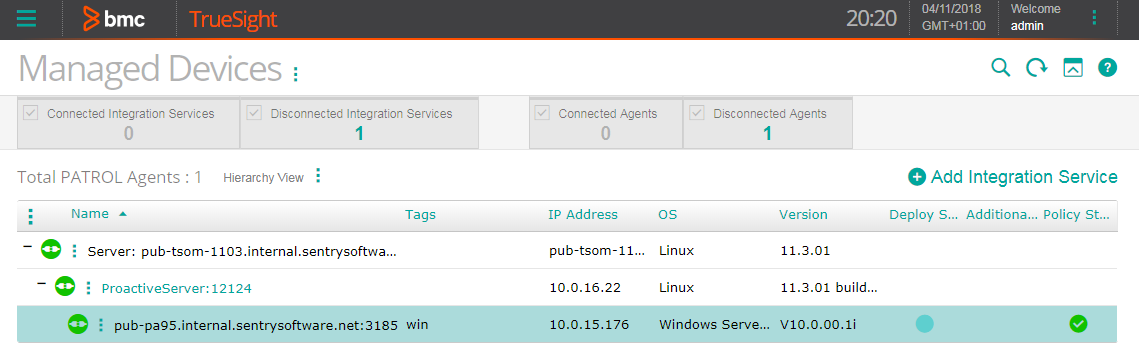 bmc TrueSight 20:20 04/11/2018 Welcome
GMT+01:00 admin
Managed Devices
Connected Integration Services Disconnected Integration Services Connected Agents Disconnected Agents
0 1 0 1
Total PATROL Agents : 1 Hierarchy View Add Integration Service
Name Tags IP Address OS Version Deploy S... Additiona... Policy St...
Server: pub-tsom-1103.internal.sentrysoftwa... pub-tsom-11... Linux 11.3.01
ProactiveServer:12124 10.0.16.22 Linux 11.3.01 build...
pub-pa95.internal.sentrysoftware.net:3185 win 10.0.15.176 Windows Serve... V10.0.00.1i